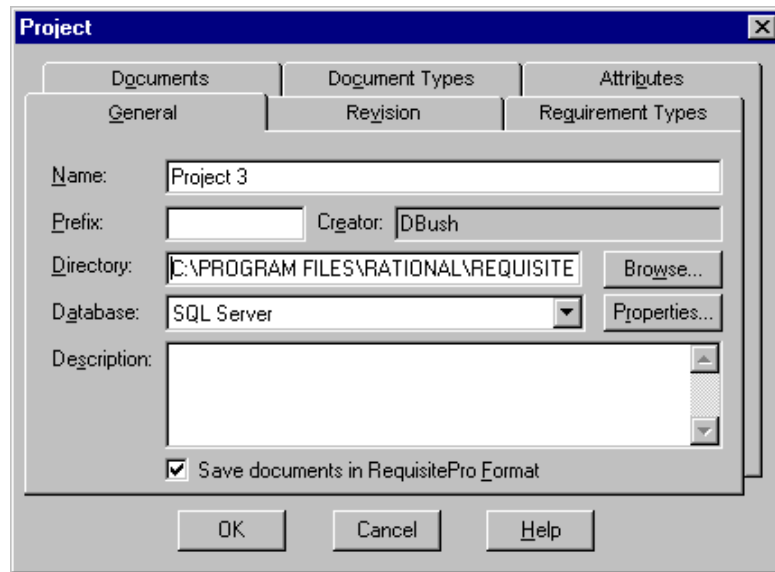 Project
Documents Document Types Attributes
General Revision Requirement Types
Name: Project 3
Prefix: Creator: DBush
Directory: C:\PROGRAM FILES\RATIONAL\REQUISITE Browse...
Database: SQL Server Properties...
Description:
Save documents in RequisitePro Format
OK Cancel Help